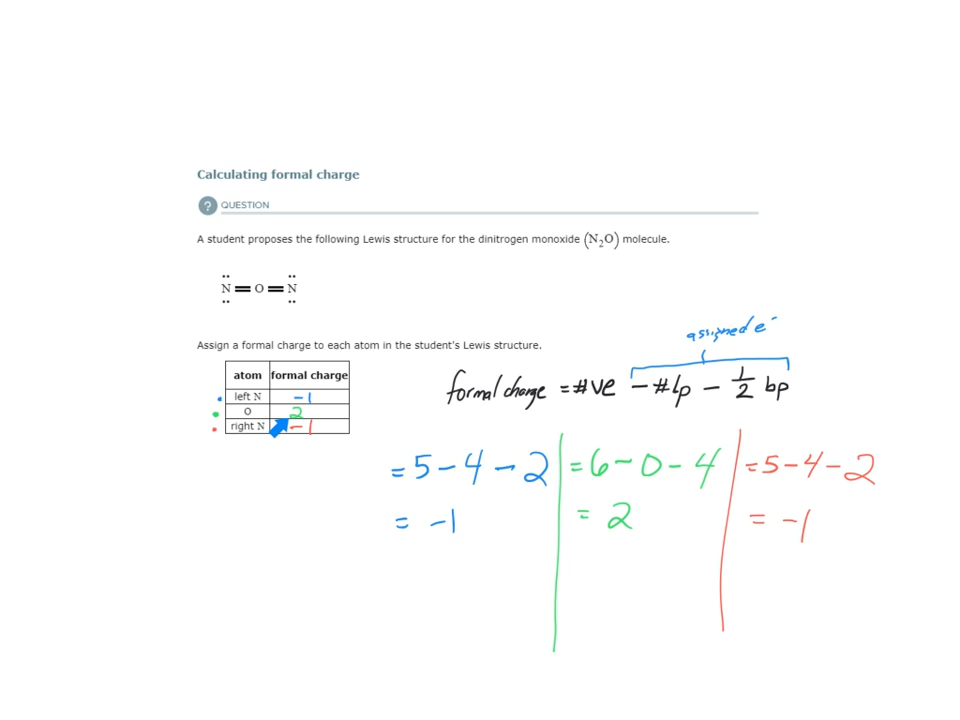 Calculating formal charge
? QUESTION
A student proposes the following Lewis structure for the dinitrogen monoxide (N₂O) molecule.
N=O=N
assigned e⁻
Assign a formal charge to each atom in the student's Lewis structure.
atom formal charge
left N -1
O 2
right N -1
formal charge = #ve - #lp - 1/2 bp
= 5 - 4 - 2
= -1
= 6 - 0 - 4
= 2
= 5 - 4 - 2
= -1